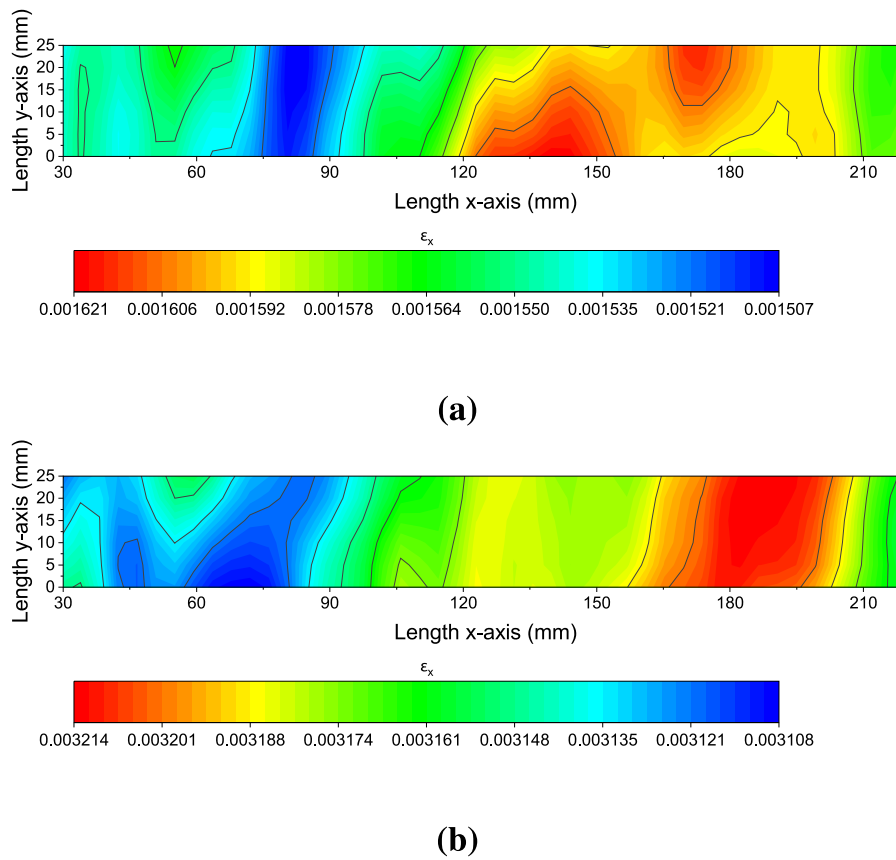 25
20
15
10
5
0
Length y-axis (mm)
30 60 90 120 150 180 210
Length x-axis (mm)
εx
0.001621 0.001606 0.001592 0.001578 0.001564 0.001550 0.001535 0.001521 0.001507
(a)
25
20
15
10
5
0
Length y-axis (mm)
30 60 90 120 150 180 210
Length x-axis (mm)
εx
0.003214 0.003201 0.003188 0.003174 0.003161 0.003148 0.003135 0.003121 0.003108
(b)